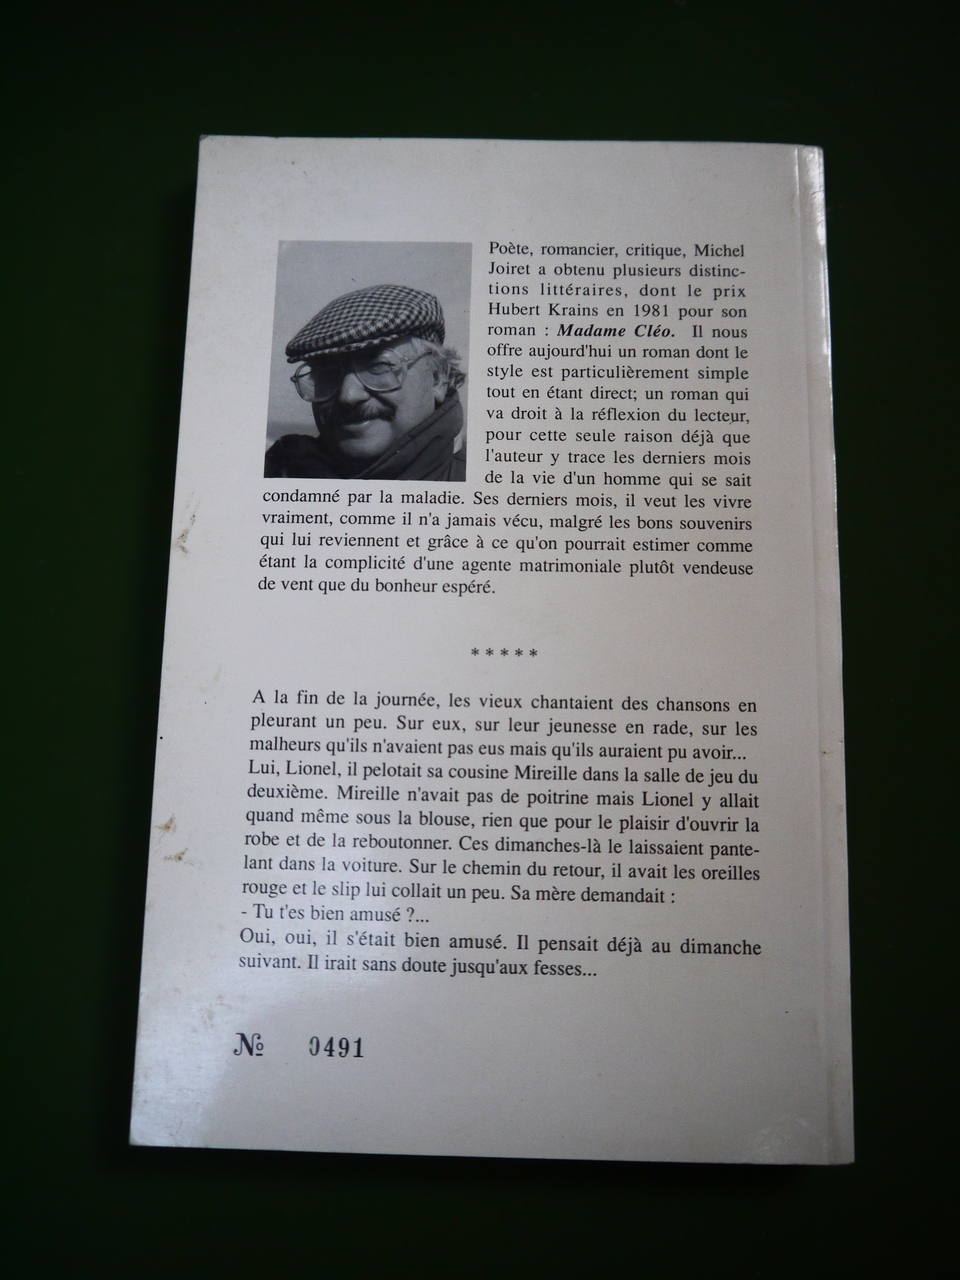 Poète, romancier, critique, Michel
Joiret a obtenu plusieurs distinc-
tions littéraires, dont le prix
Hubert Krains en 1981 pour son
roman : Madame Cléo. Il nous
offre aujourd'hui un roman dont le
style est particulièrement simple
tout en étant direct; un roman qui
va droit à la réflexion du lecteur,
pour cette seule raison déjà que
l'auteur y trace les derniers mois
de la vie d'un homme qui se sait
condamné par la maladie. Ses derniers mois, il veut les vivre
vraiment, comme il n'a jamais vécu, malgré les bons souvenirs
qui lui reviennent et grâce à ce qu'on pourrait estimer comme
étant la complicité d'une agente matrimoniale plutôt vendeuse
de vent que du bonheur espéré.
* * * * *
A la fin de la journée, les vieux chantaient des chansons en
pleurant un peu. Sur eux, sur leur jeunesse en rade, sur les
malheurs qu'ils n'avaient pas eus mais qu'ils auraient pu avoir...
Lui, Lionel, il pelotait sa cousine Mireille dans la salle de jeu du
deuxième. Mireille n'avait pas de poitrine mais Lionel y allait
quand même sous la blouse, rien que pour le plaisir d'ouvrir la
robe et de la reboutonner. Ces dimanches-là le laissaient pante-
lant dans la voiture. Sur le chemin du retour, il avait les oreilles
rouge et le slip lui collait un peu. Sa mère demandait :
- Tu t'es bien amusé ?...
Oui, oui, il s'était bien amusé. Il pensait déjà au dimanche
suivant. Il irait sans doute jusqu'aux fesses...
№ 0491